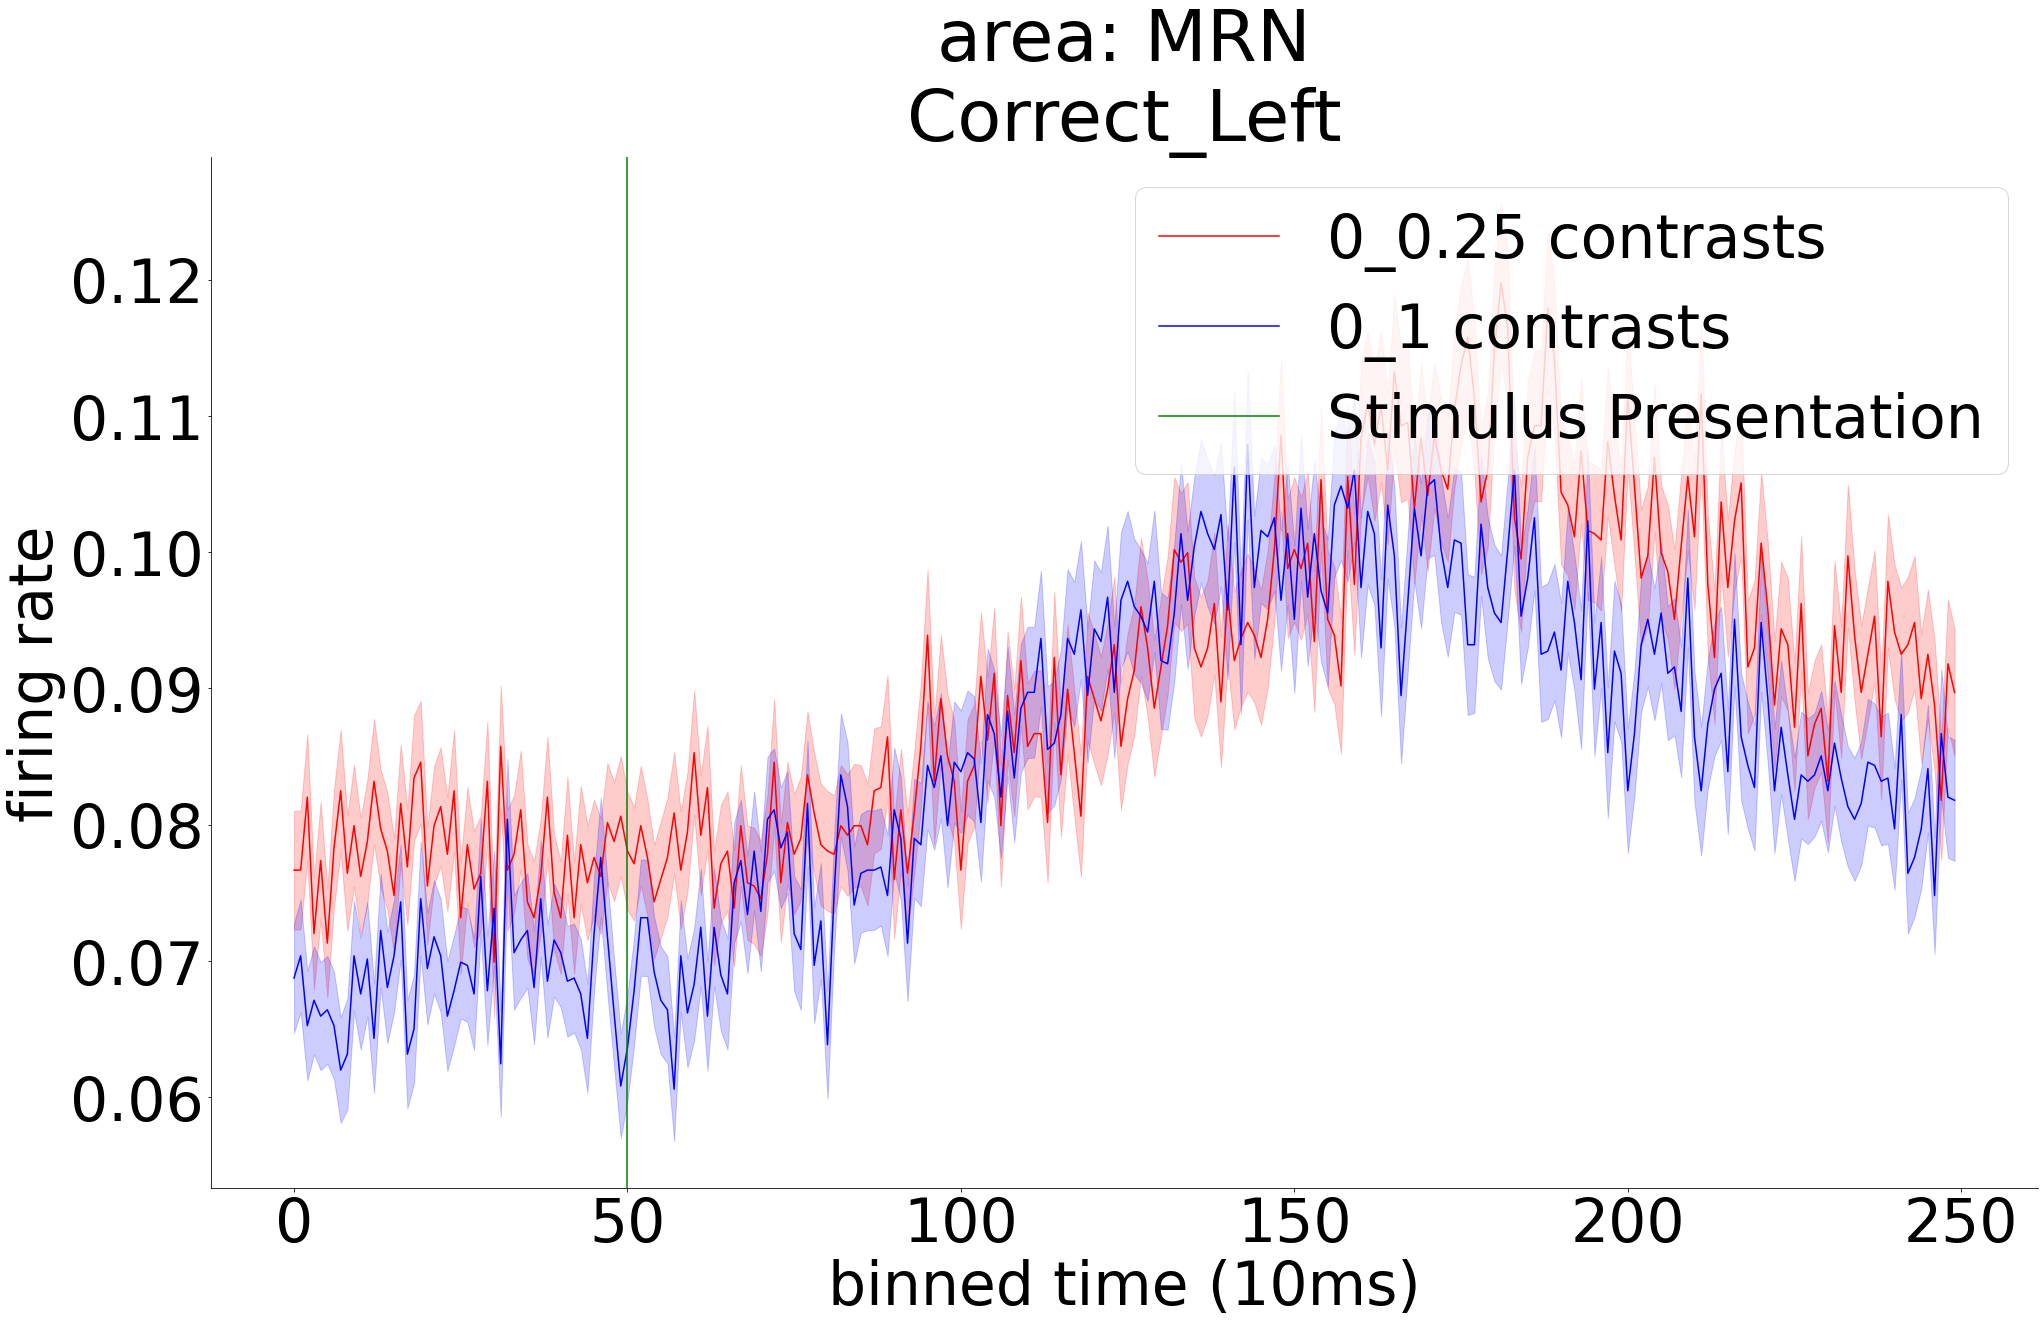 area: MRN
Correct_Left
0_0.25 contrasts
0_1 contrasts
Stimulus Presentation
firing rate
0.12
0.11
0.10
0.09
0.08
0.07
0.06
0 50 100 150 200 250
binned time (10ms)